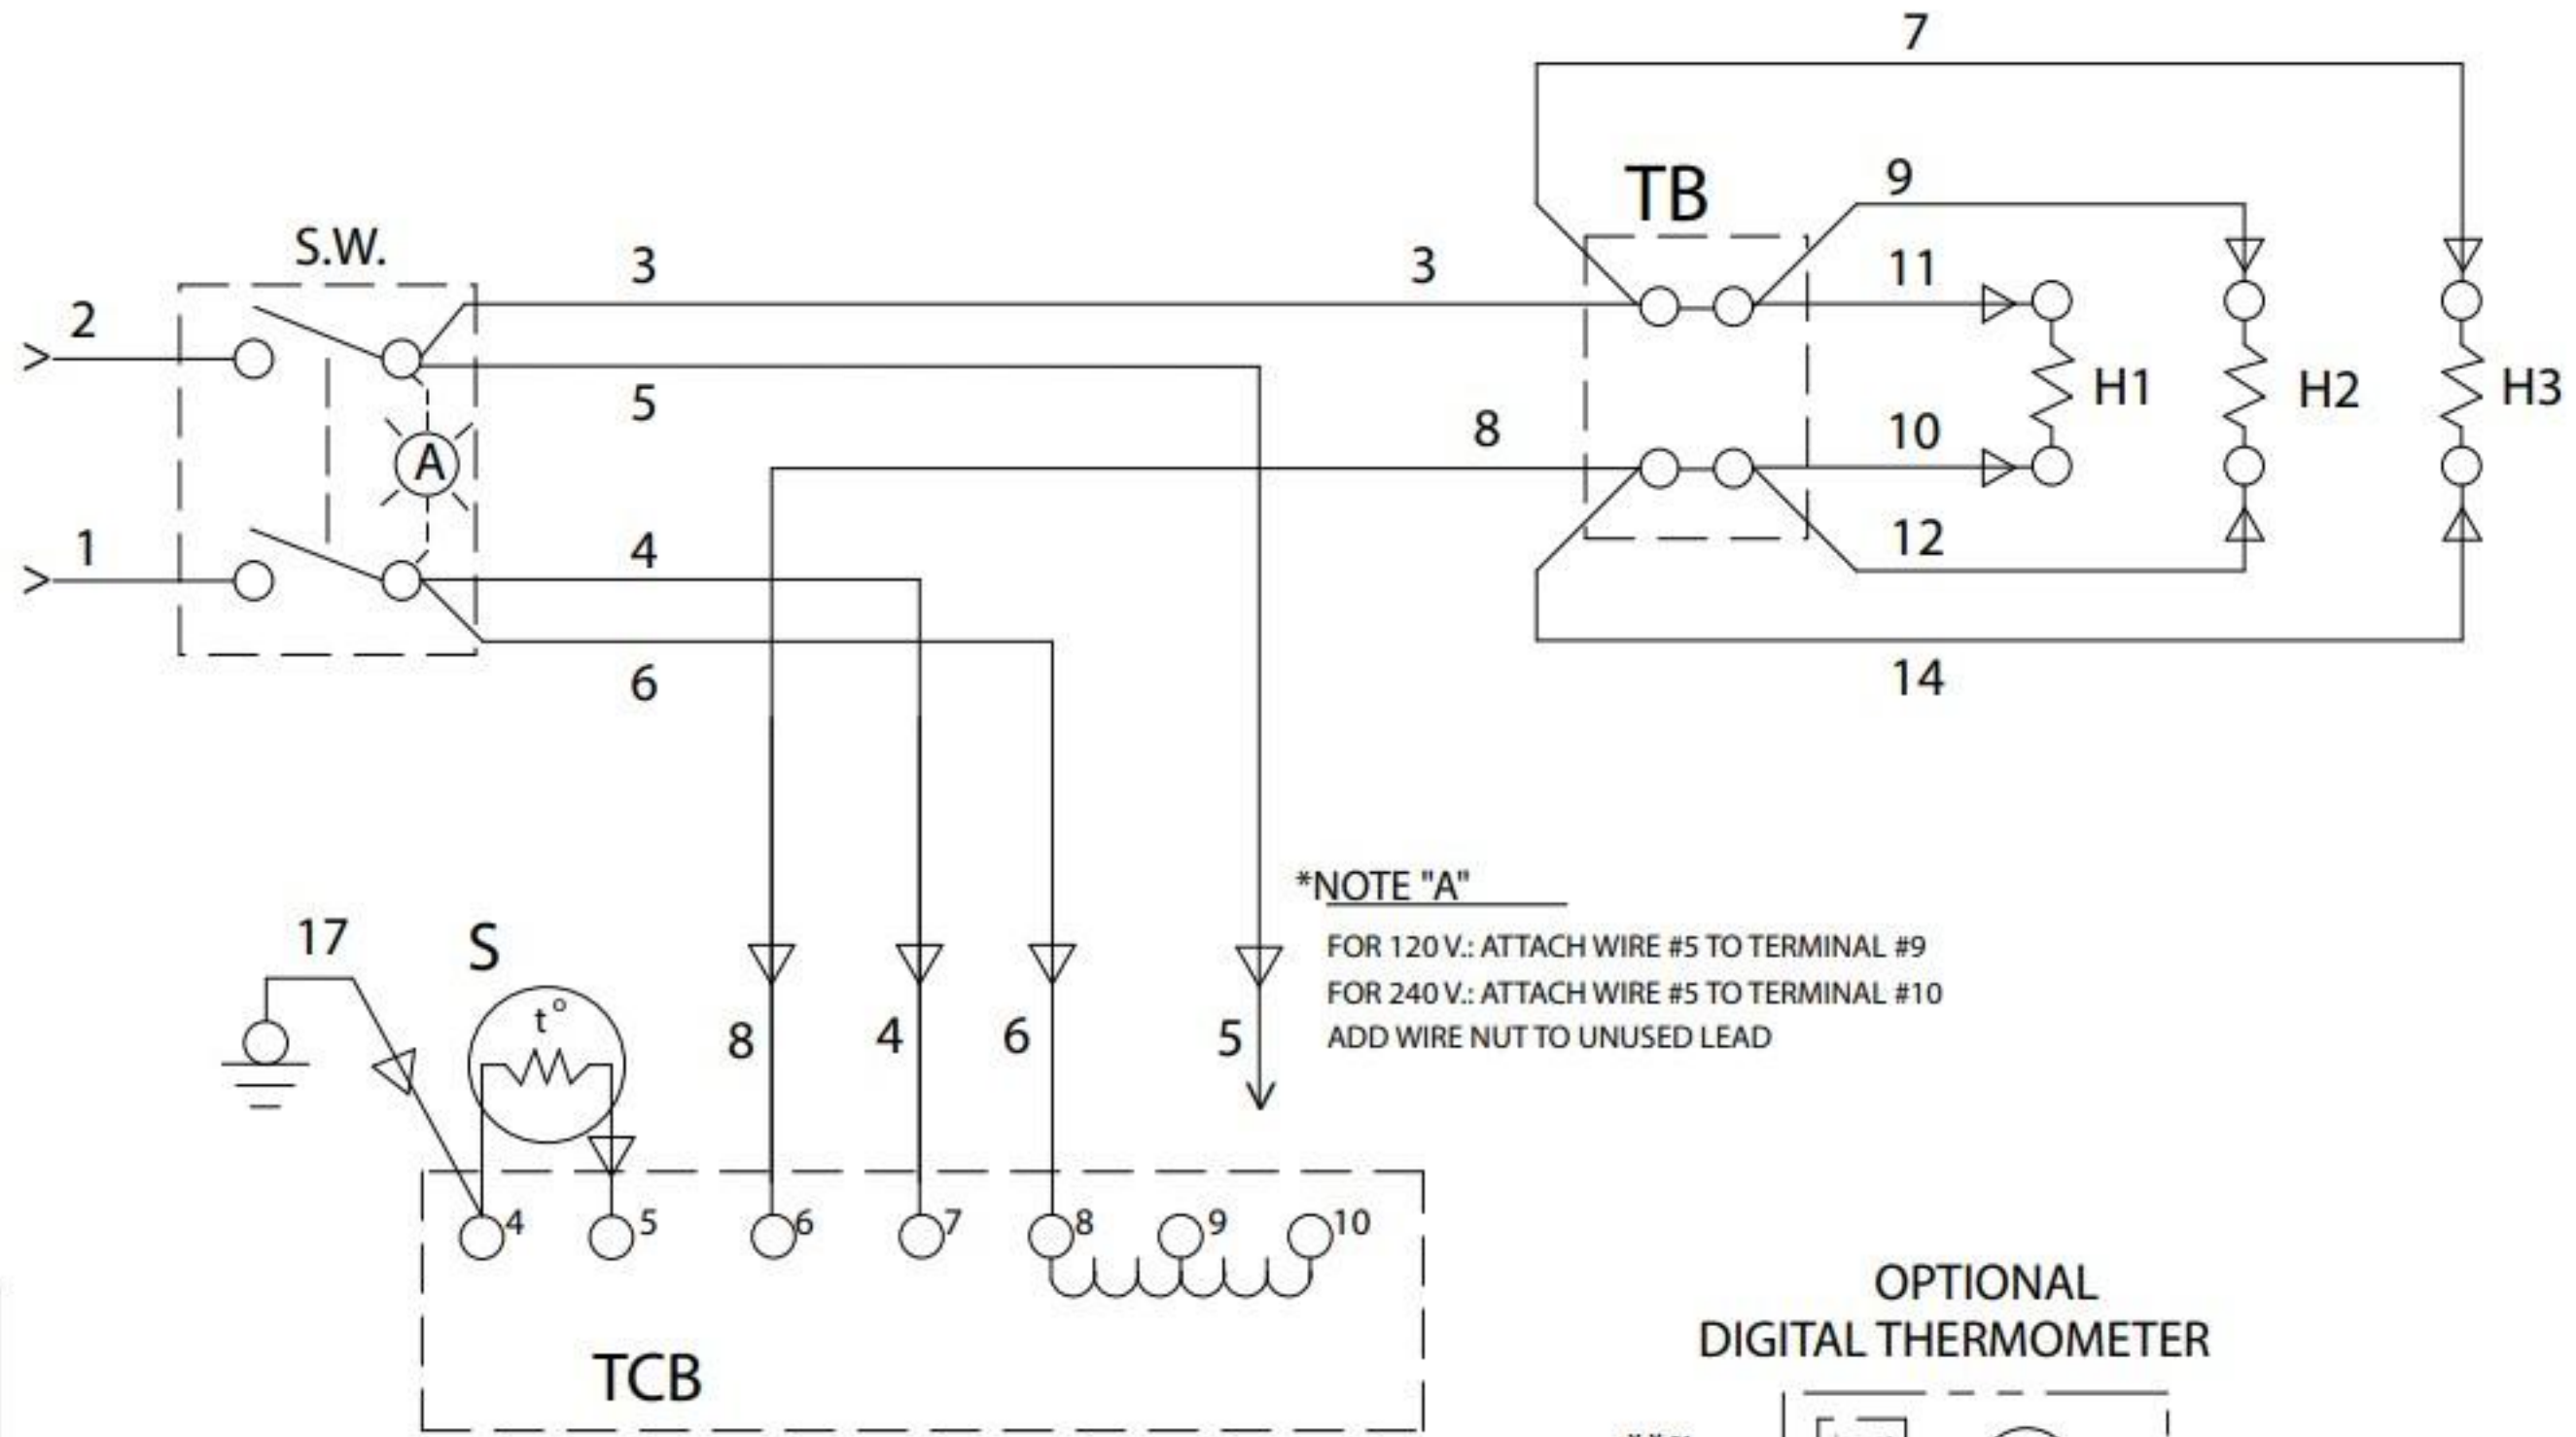 7
TB
9
S.W.
3
3
11
2
5
8
10
H1
H2
H3
A
1
4
12
6
14
*NOTE "A"
FOR 120 V.: ATTACH WIRE #5 TO TERMINAL #9
FOR 240 V.: ATTACH WIRE #5 TO TERMINAL #10
ADD WIRE NUT TO UNUSED LEAD
17
S
t°
8
4
6
5
4
5
6
7
8
9
10
TCB
OPTIONAL
DIGITAL THERMOMETER